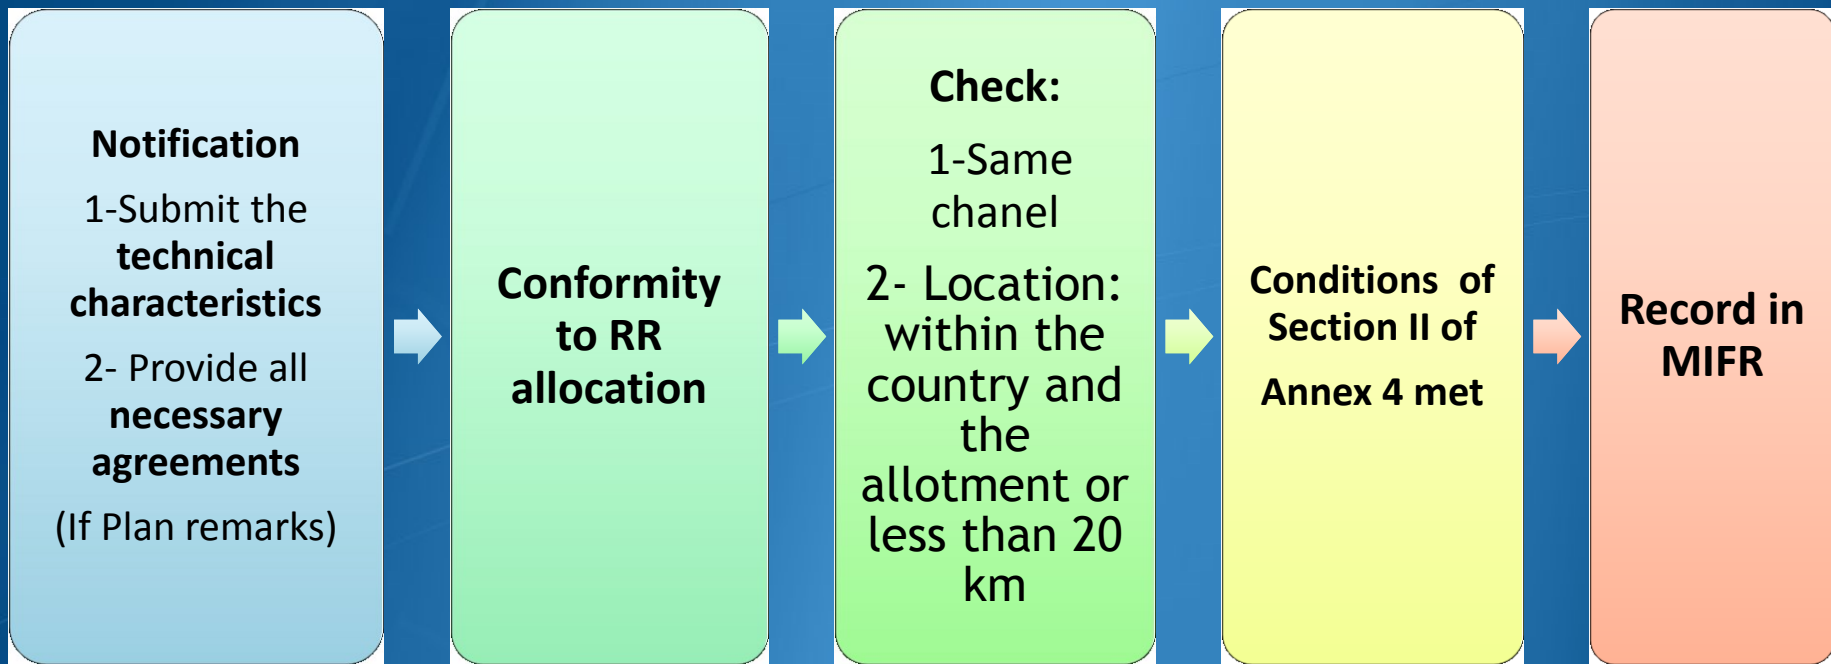 Notification
1-Submit the
technical
characteristics
2- Provide all
necessary
agreements
(If Plan remarks)
Conformity
to RR
allocation
Check:
1-Same
chanel
2- Location:
within the
country and
the
allotment or
less than 20
km
Conditions of
Section II of
Annex 4 met
Record in
MIFR